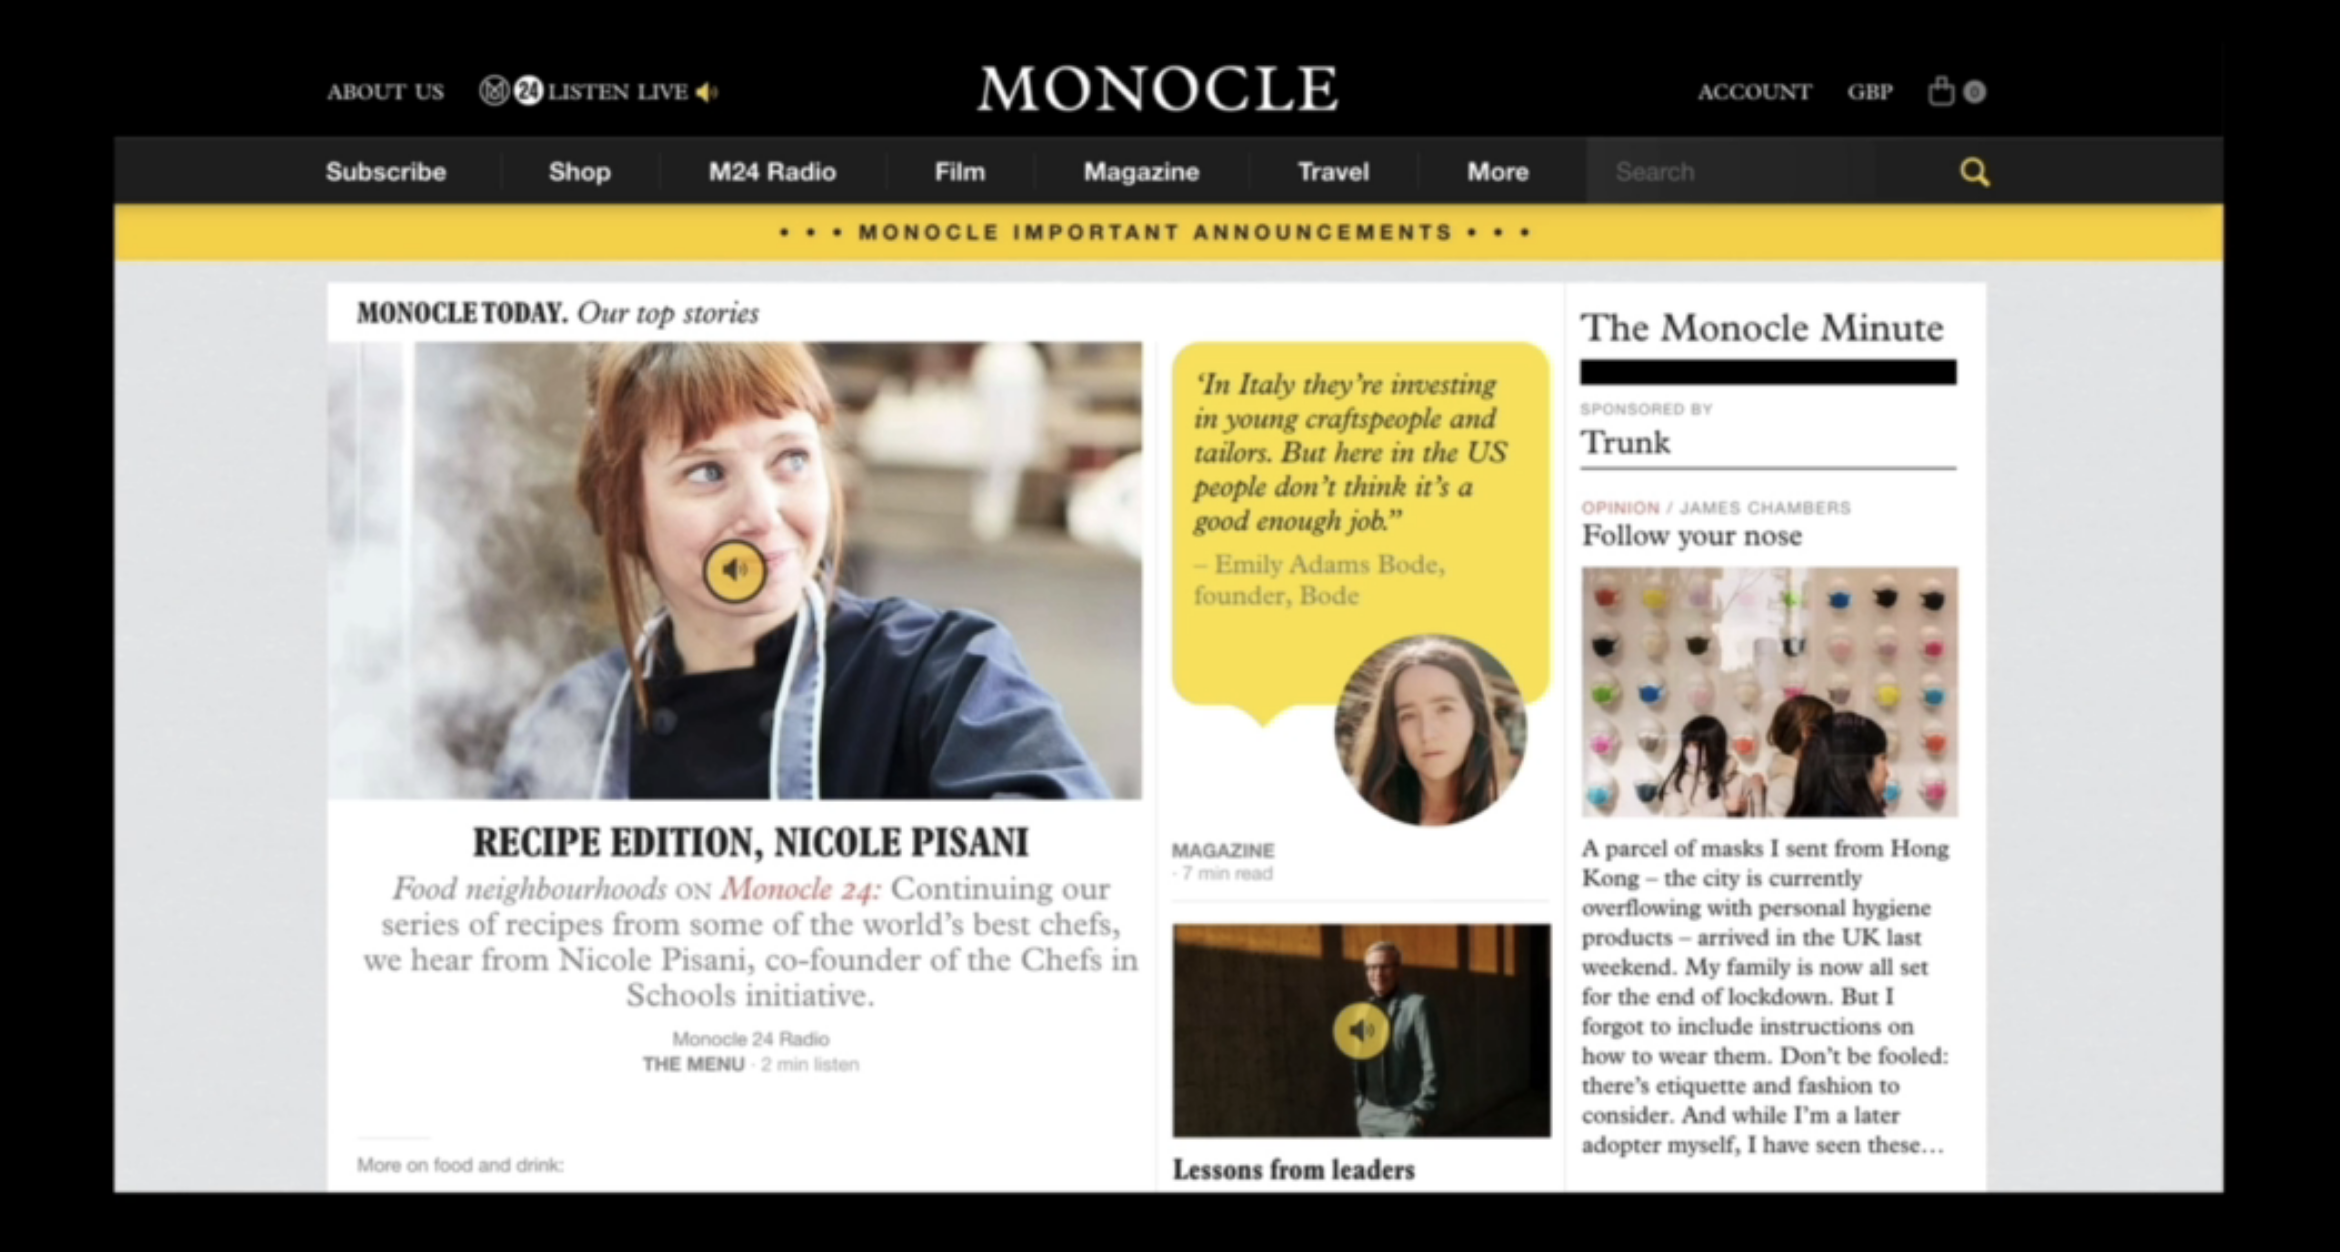 ABOUT US
24 LISTEN LIVE
MONOCLE
ACCOUNT
GBP
0
Subscribe
Shop
M24 Radio
Film
Magazine
Travel
More
Search
• • • MONOCLE IMPORTANT ANNOUNCEMENTS • • •
MONOCLE TODAY. Our top stories
RECIPE EDITION, NICOLE PISANI
Food neighbourhoods ON Monocle 24: Continuing our
series of recipes from some of the world's best chefs,
we hear from Nicole Pisani, co-founder of the Chefs in
Schools initiative.
Monocle 24 Radio
THE MENU · 2 min listen
More on food and drink:
‘In Italy they’re investing
in young craftspeople and
tailors. But here in the US
people don’t think it’s a
good enough job.”
– Emily Adams Bode,
founder, Bode
MAGAZINE
· 7 min read
Lessons from leaders
The Monocle Minute
SPONSORED BY
Trunk
OPINION / JAMES CHAMBERS
Follow your nose
A parcel of masks I sent from Hong
Kong – the city is currently
overflowing with personal hygiene
products – arrived in the UK last
weekend. My family is now all set
for the end of lockdown. But I
forgot to include instructions on
how to wear them. Don’t be fooled:
there’s etiquette and fashion to
consider. And while I’m a later
adopter myself, I have seen these…